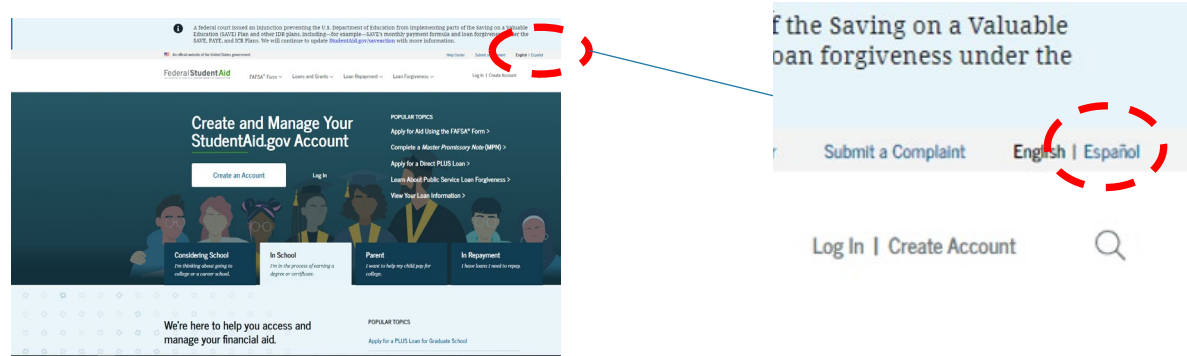 A federal court issued an injunction preventing the U.S. Department of Education from implementing parts of the Saving on a Valuable
Education (SAVE) Plan and other IDR plans, including—for example—SAVE's monthly payment formula and loan forgiveness under the
SAVE, PAYE, and ICR Plans. We will continue to update StudentAid.gov/saveaction with more information.
An official website of the United States government.
Help Center Submit a Complaint English | Español
Federal Student Aid
FAFSA® Form Loans and Grants Loan Repayment Loan Forgiveness
Log In | Create Account
Create and Manage Your
StudentAid.gov Account
Create an Account Log In
POPULAR TOPICS
Apply for Aid Using the FAFSA® Form >
Complete a Master Promissory Note (MPN) >
Apply for a Direct PLUS Loan >
Learn About Public Service Loan Forgiveness >
View Your Loan Information >
Considering School
I'm thinking about going to
college or a career school.
In School
I'm in the process of earning a
degree or certificate.
Parent
I want to help my child pay for
college.
In Repayment
I have loans I need to repay.
We're here to help you access and
manage your financial aid.
POPULAR TOPICS
Apply for a PLUS Loan for Graduate School
f the Saving on a Valuable
oan forgiveness under the
r Submit a Complaint English | Español
Log In | Create Account